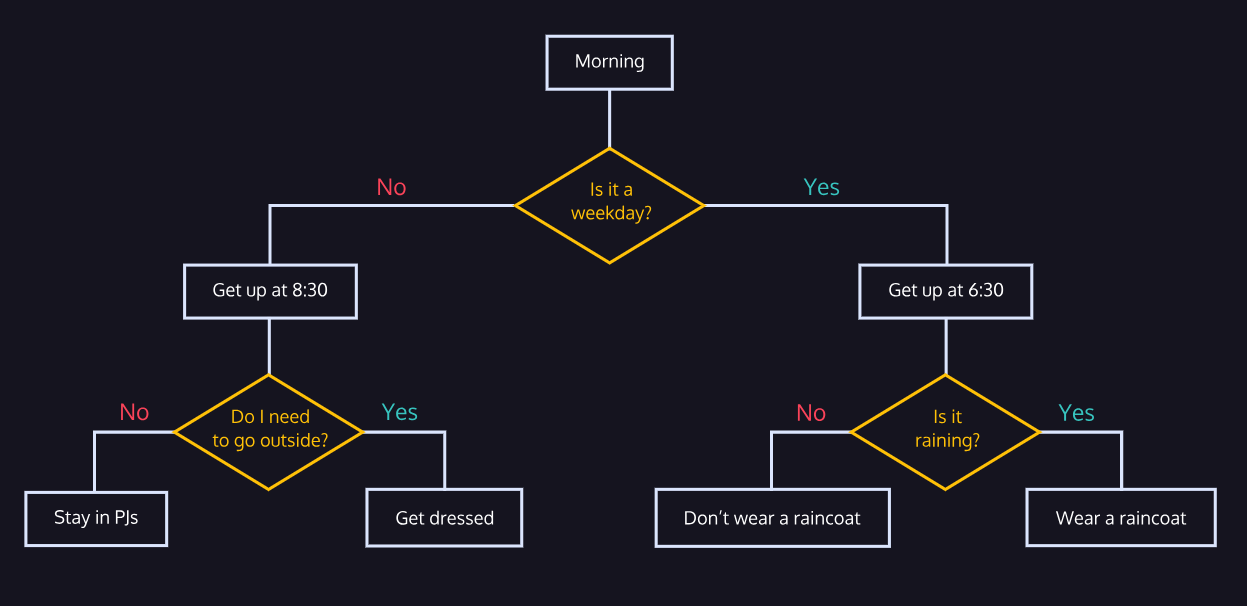 Morning
Is it a
weekday?
No
Yes
Get up at 8:30
Get up at 6:30
Do I need
to go outside?
No
Yes
Is it
raining?
No
Yes
Stay in PJs
Get dressed
Don't wear a raincoat
Wear a raincoat